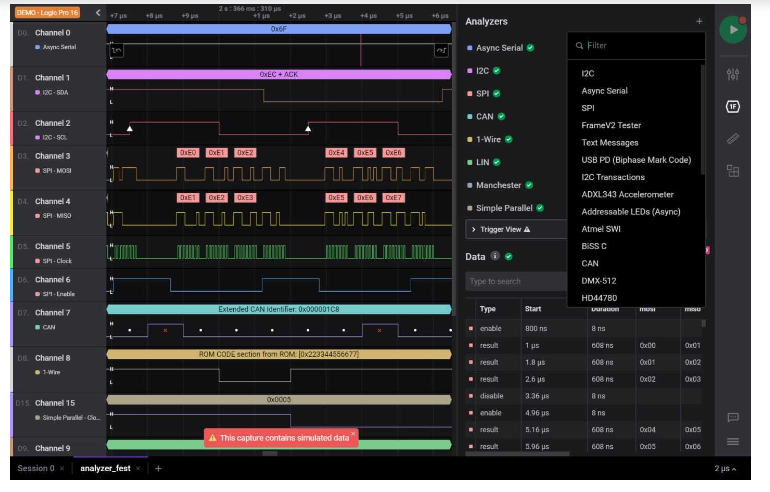 DEMO - Logic Pro 16
2 s : 366 ms : 310 µs
+7 µs +8 µs +9 µs +1 µs +2 µs +3 µs +4 µs +5 µs +6 µs
D0. Channel 0
Async Serial
0x6F
D1. Channel 1
I2C - SDA
0xEC + ACK
H
L
D2. Channel 2
I2C - SCL
H
L
D3. Channel 3
SPI - MOSI
0xE0 0xE1 0xE2 0xE4 0xE5 0xE6
H
L
D4. Channel 4
SPI - MISO
0xE1 0xE2 0xE3 0xE5 0xE6 0xE7
H
L
D5. Channel 5
SPI - Clock
H
L
D6. Channel 6
SPI - Enable
H
L
D7. Channel 7
CAN
Extended CAN Identifier: 0x000001C8
H
L
D8. Channel 8
1-Wire
ROM CODE section from ROM: [0x223344556677]
H
L
D15. Channel 15
Simple Parallel - Clo...
0x0005
H
L
D9. Channel 9
This capture contains simulated data
Session 0
analyzer_fest
+
2 µs
Analyzers
+
Async Serial
I2C
SPI
CAN
1-Wire
LIN
Manchester
Simple Parallel
Trigger View
Data
Type to search
Type Start Duration mosi miso
enable 800 ns 8 ns
result 1 µs 608 ns 0x00 0x01
result 1.8 µs 608 ns 0x01 0x02
result 2.6 µs 608 ns 0x02 0x03
disable 3.36 µs 8 ns
enable 4.96 µs 8 ns
result 5.16 µs 608 ns 0x04 0x05
result 5.96 µs 608 ns 0x05 0x06
Filter
I2C
Async Serial
SPI
FrameV2 Tester
Text Messages
USB PD (Biphase Mark Code)
I2C Transactions
ADXL343 Accelerometer
Addressable LEDs (Async)
Atmel SWI
BiSS C
CAN
DMX-512
HD44780
1F